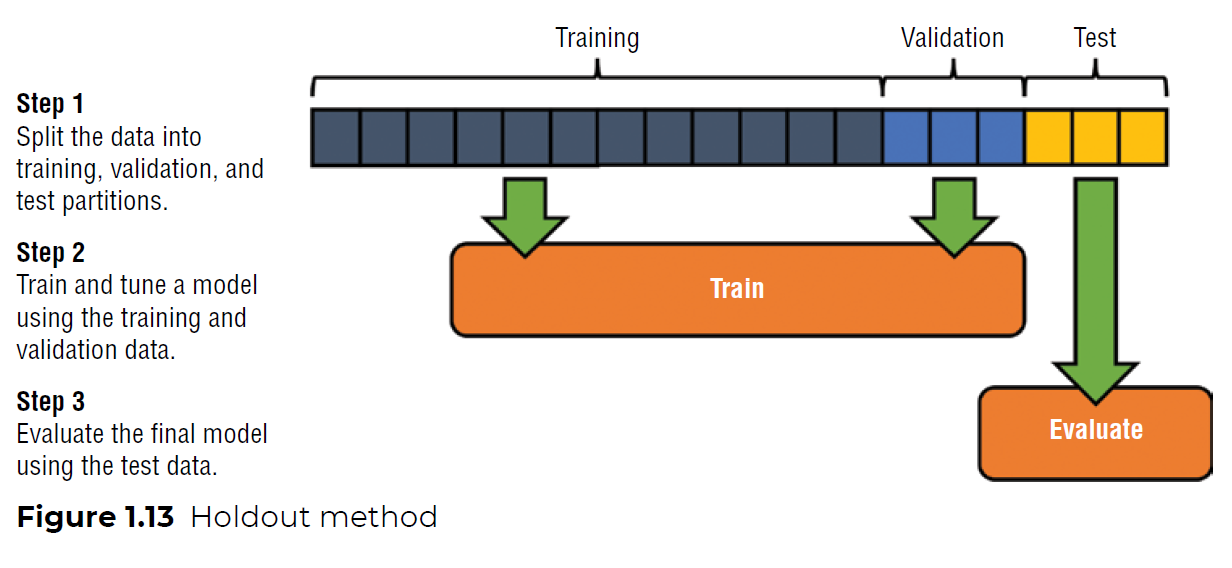 Training
Validation
Test
Step 1
Split the data into
training, validation, and
test partitions.
Step 2
Train and tune a model
using the training and
validation data.
Train
Step 3
Evaluate the final model
using the test data.
Evaluate
Figure 1.13 Holdout method